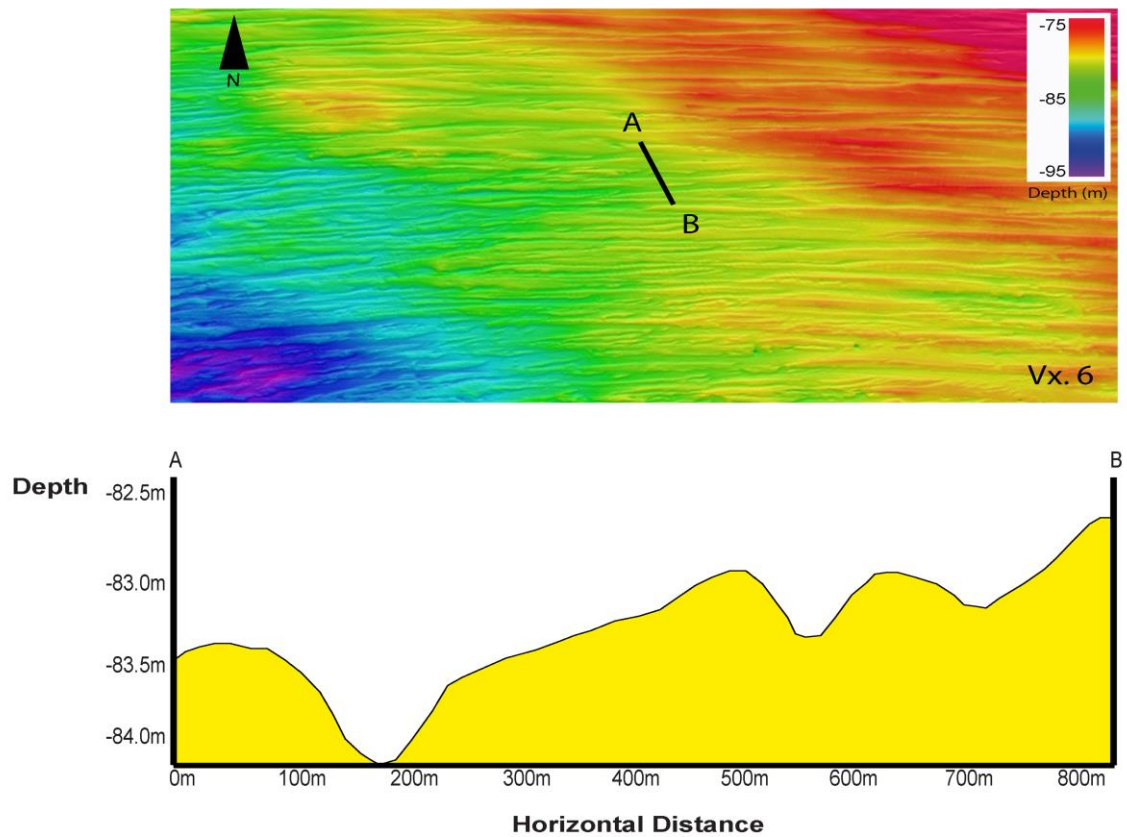 N
-75
-85
-95
Depth (m)
A
B
Vx. 6
A
B
Depth
-82.5m
-83.0m
-83.5m
-84.0m
0m 100m 200m 300m 400m 500m 600m 700m 800m
Horizontal Distance